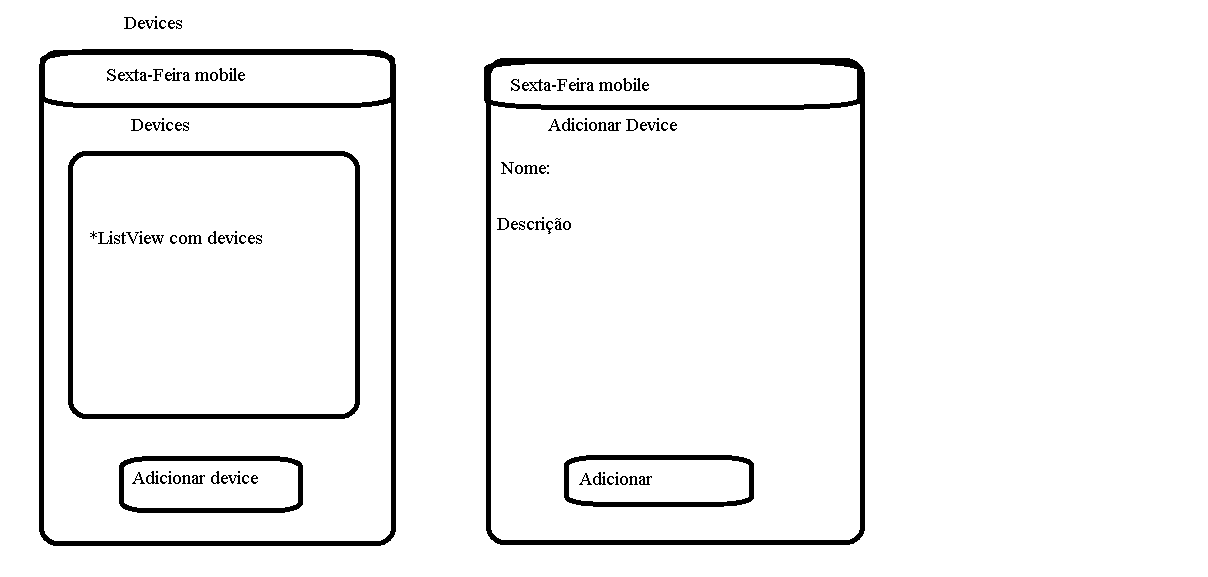 Devices
Sexta-Feira mobile
Devices
*ListView com devices
Adicionar device
Sexta-Feira mobile
Adicionar Device
Nome:
Descrição
Adicionar